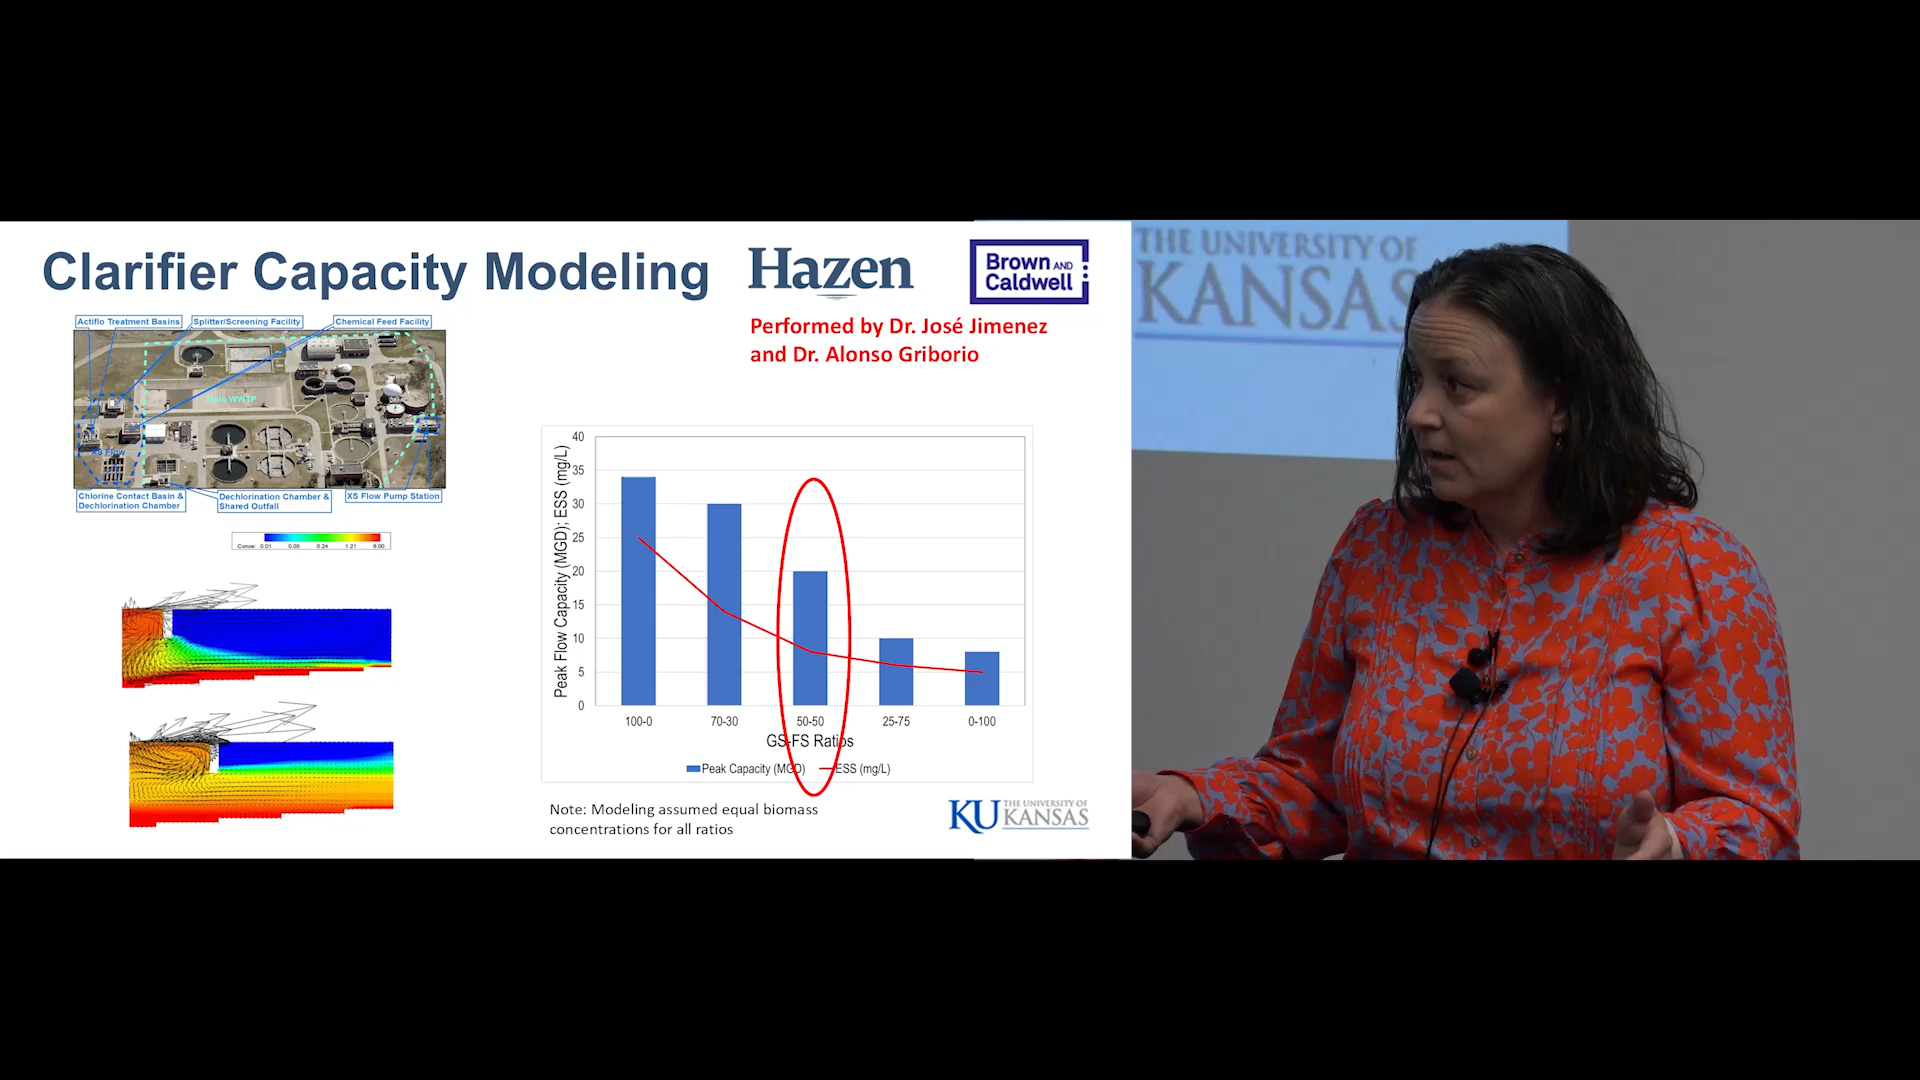 Clarifier Capacity Modeling
Hazen
Brown AND
Caldwell
Performed by Dr. José Jimenez
and Dr. Alonso Griborio
Actiflo Treatment Basins
Splitter/Screening Facility
Chemical Feed Facility
Main WWTP
XS Flow
Chlorine Contact Basin &
Dechlorination Chamber
Dechlorination Chamber &
Shared Outfall
XS Flow Pump Station
Conce: 0.01 0.05 0.24 1.21 6.00
Peak Flow Capacity (MGD); ESS (mg/L)
40
35
30
25
20
15
10
5
0
100-0 70-30 50-50 25-75 0-100
GS-FS Ratios
Peak Capacity (MGD) ESS (mg/L)
Note: Modeling assumed equal biomass
concentrations for all ratios
KU THE UNIVERSITY OF
KANSAS
THE UNIVERSITY OF
KANSAS